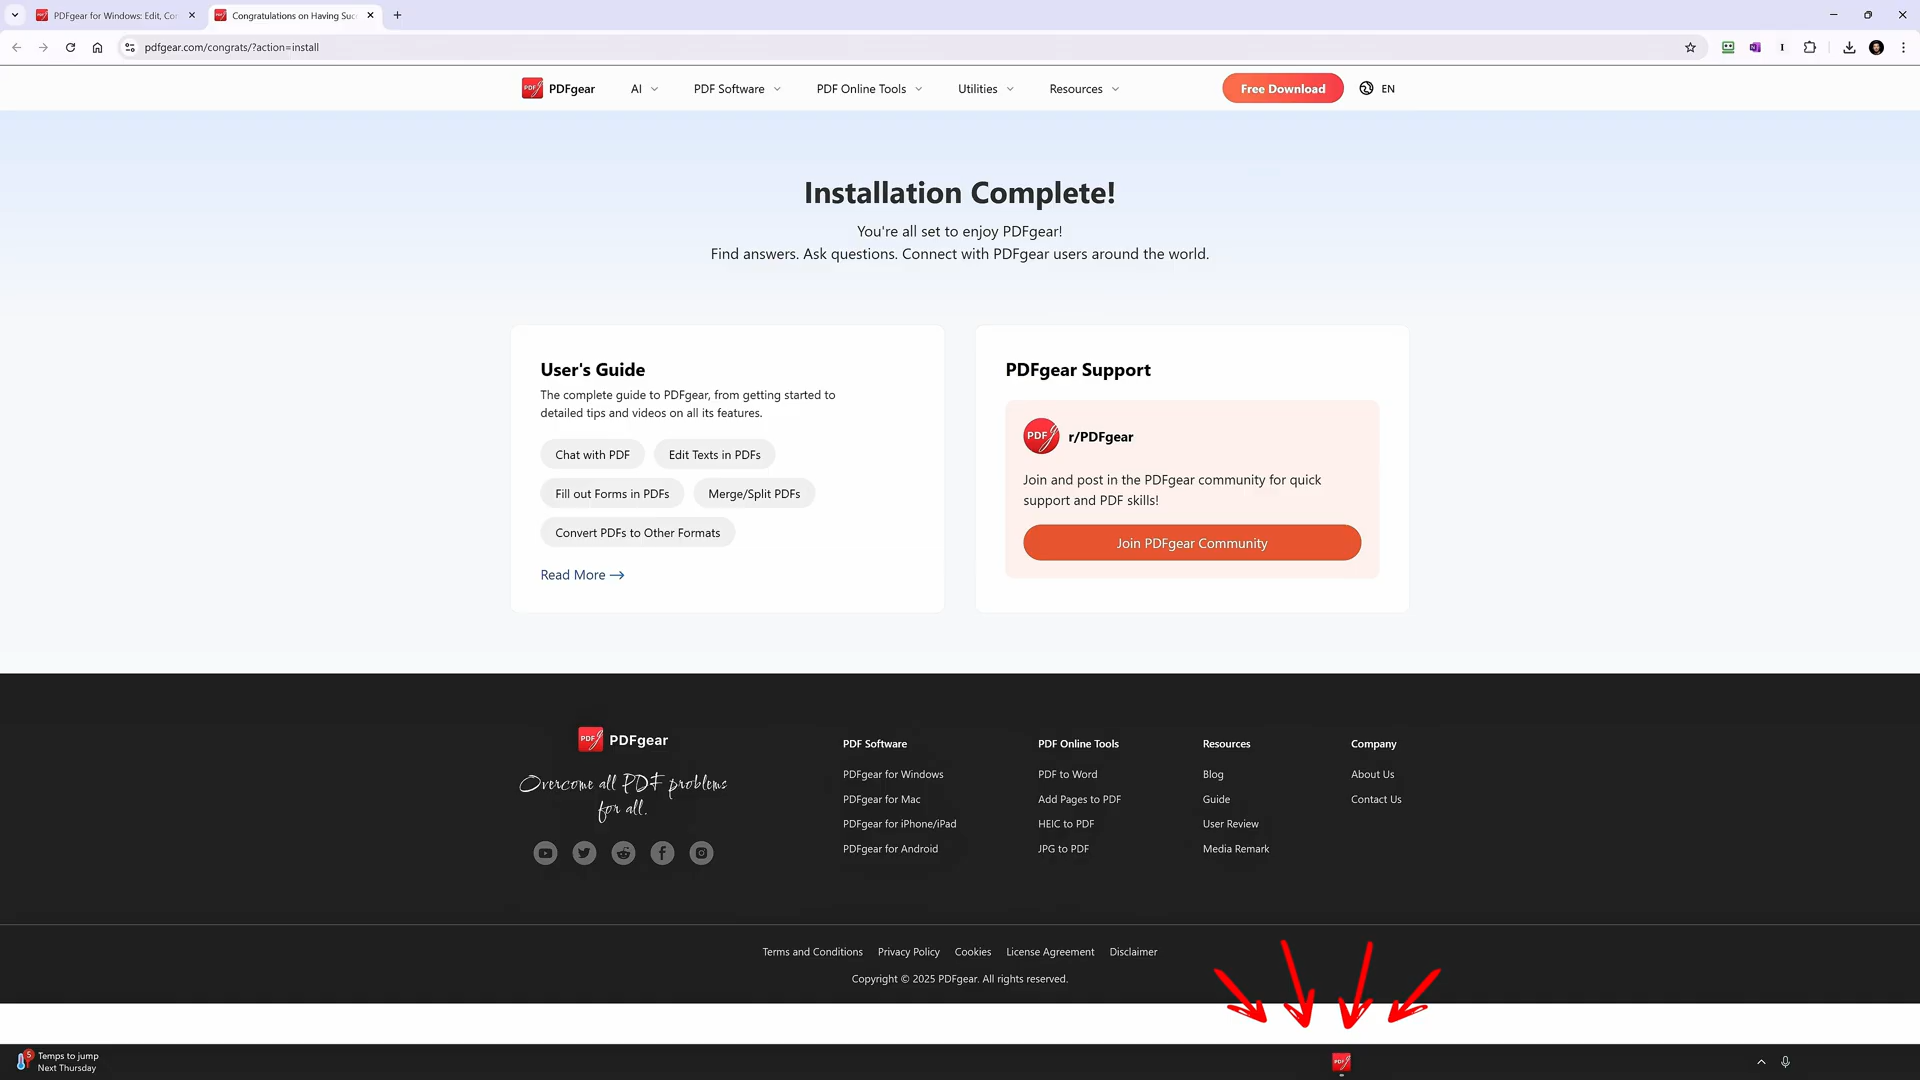 PDFgear for Windows: Edit, Cor
Congratulations on Having Suc
pdfgear.com/congrats/?action=install
PDF PDFgear
AI
PDF Software
PDF Online Tools
Utilities
Resources
Free Download
EN
Installation Complete!
You're all set to enjoy PDFgear!
Find answers. Ask questions. Connect with PDFgear users around the world.
User's Guide
The complete guide to PDFgear, from getting started to
detailed tips and videos on all its features.
Chat with PDF
Edit Texts in PDFs
Fill out Forms in PDFs
Merge/Split PDFs
Convert PDFs to Other Formats
Read More
PDFgear Support
PDF r/PDFgear
Join and post in the PDFgear community for quick
support and PDF skills!
Join PDFgear Community
PDF PDFgear
Overcome all PDF problems
for all.
PDF Software
PDFgear for Windows
PDFgear for Mac
PDFgear for iPhone/iPad
PDFgear for Android
PDF Online Tools
PDF to Word
Add Pages to PDF
HEIC to PDF
JPG to PDF
Resources
Blog
Guide
User Review
Media Remark
Company
About Us
Contact Us
Terms and Conditions
Privacy Policy
Cookies
License Agreement
Disclaimer
Copyright © 2025 PDFgear. All rights reserved.
5
Temps to jump
Next Thursday
PDF